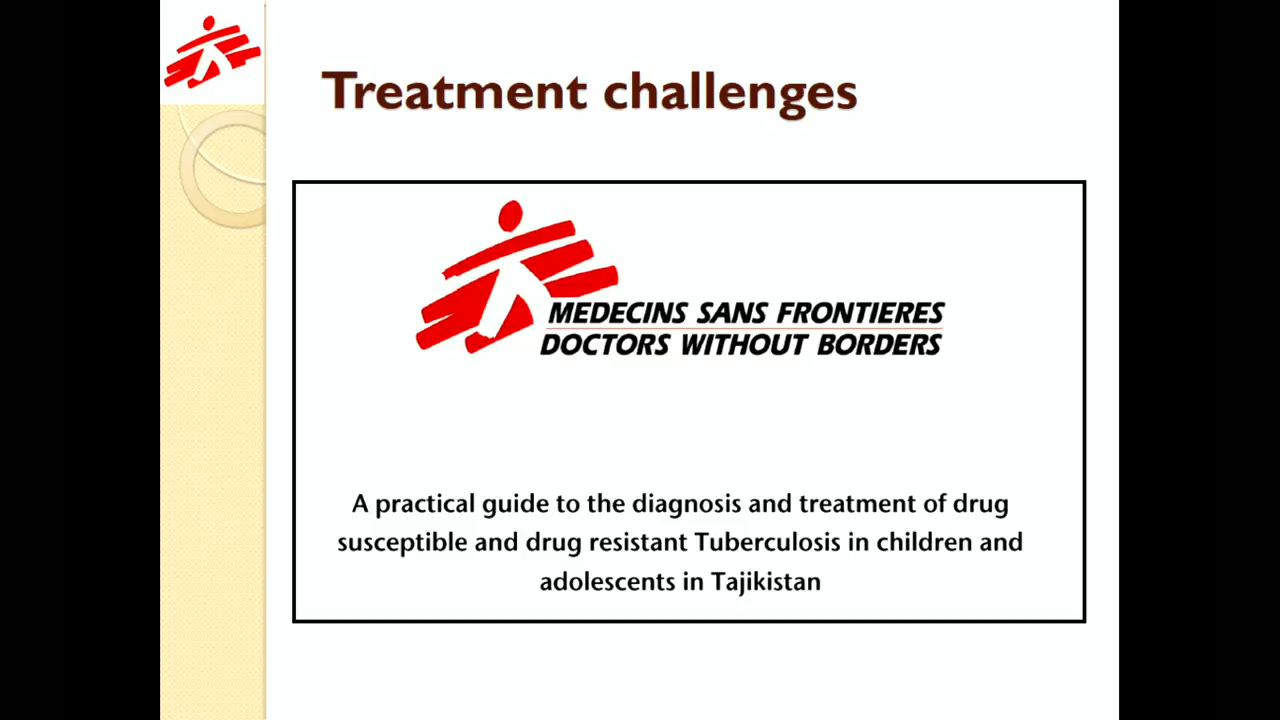 Treatment challenges
MEDECINS SANS FRONTIERES
DOCTORS WITHOUT BORDERS
A practical guide to the diagnosis and treatment of drug
susceptible and drug resistant Tuberculosis in children and
adolescents in Tajikistan